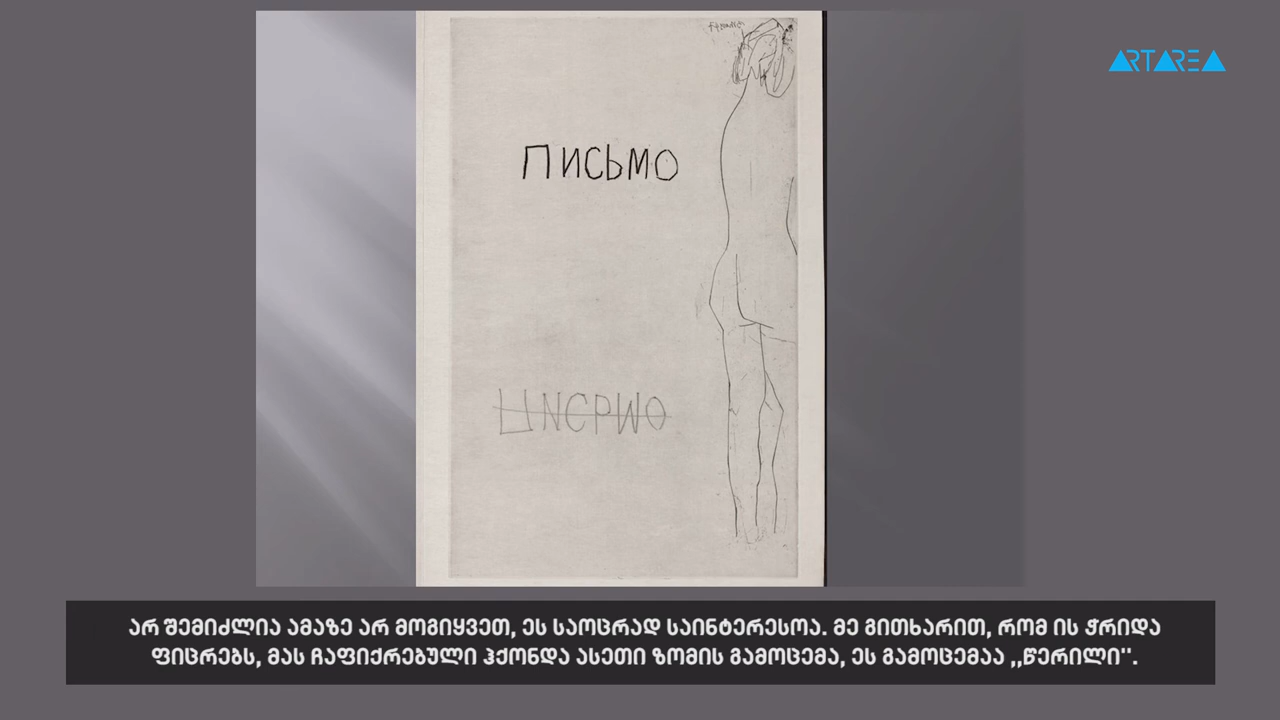 ARTAREA
ПИСЬМО
ПИСЬМО
ᲐᲠ ᲨᲔᲛᲘᲫᲚᲘᲐ ᲐᲛᲐᲖᲔ ᲐᲠ ᲛᲝᲒᲘᲧᲕᲔᲗ, ᲔᲡ ᲡᲐᲝᲪᲠᲐᲓ ᲡᲐᲘᲜᲢᲔᲠᲔᲡᲝᲐ. ᲛᲔ ᲒᲘᲗᲮᲐᲠᲘᲗ, ᲠᲝᲛ ᲘᲡ ᲭᲠᲘᲓᲐ
ᲤᲘᲪᲠᲔᲑᲡ, ᲛᲐᲡ ᲩᲐᲤᲘᲥᲠᲔᲑᲣᲚᲘ ᲰᲥᲝᲜᲓᲐ ᲐᲡᲔᲗᲘ ᲖᲝᲛᲘᲡ ᲒᲐᲛᲝᲪᲔᲛᲐ, ᲔᲡ ᲒᲐᲛᲝᲪᲔᲛᲐᲐ ,,ᲬᲔᲠᲘᲚᲘ''.